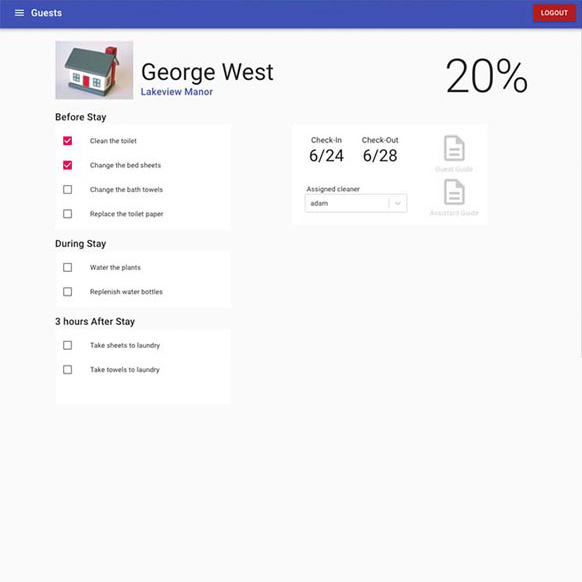 Guests
LOGOUT
George West
Lakeview Manor
20%
Before Stay
Clean the toilet
Change the bed sheets
Change the bath towels
Replace the toilet paper
Check-In
Check-Out
6/24
6/28
Assigned cleaner
adam
Guest Guide
Assistant Guide
During Stay
Water the plants
Replenish water bottles
3 hours After Stay
Take sheets to laundry
Take towels to laundry